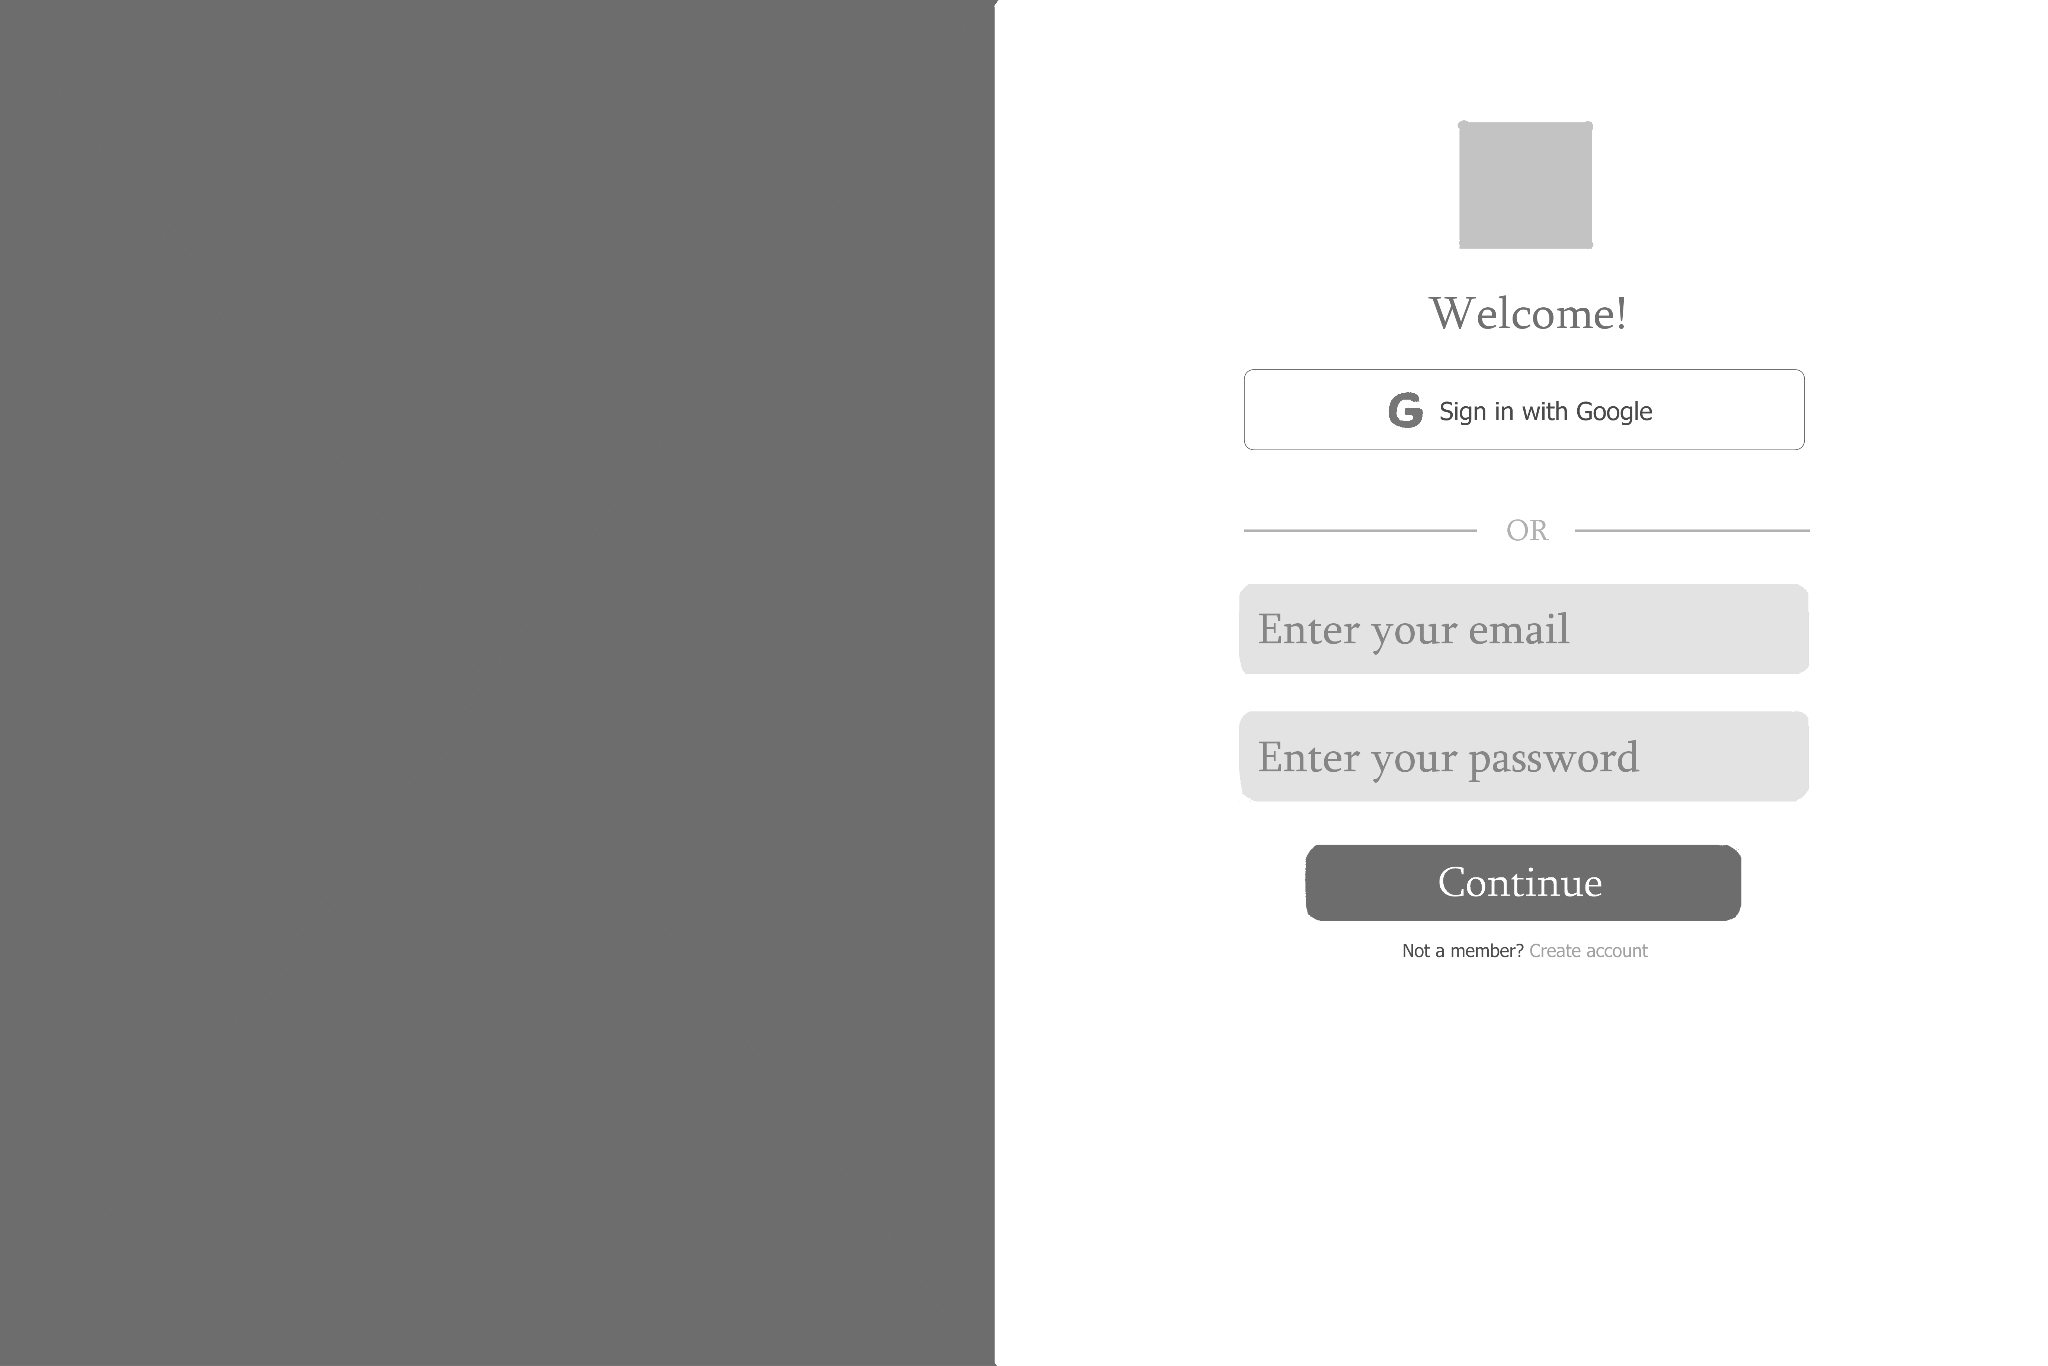 Welcome!
G Sign in with Google
OR
Enter your email
Enter your password
Continue
Not a member? Create account